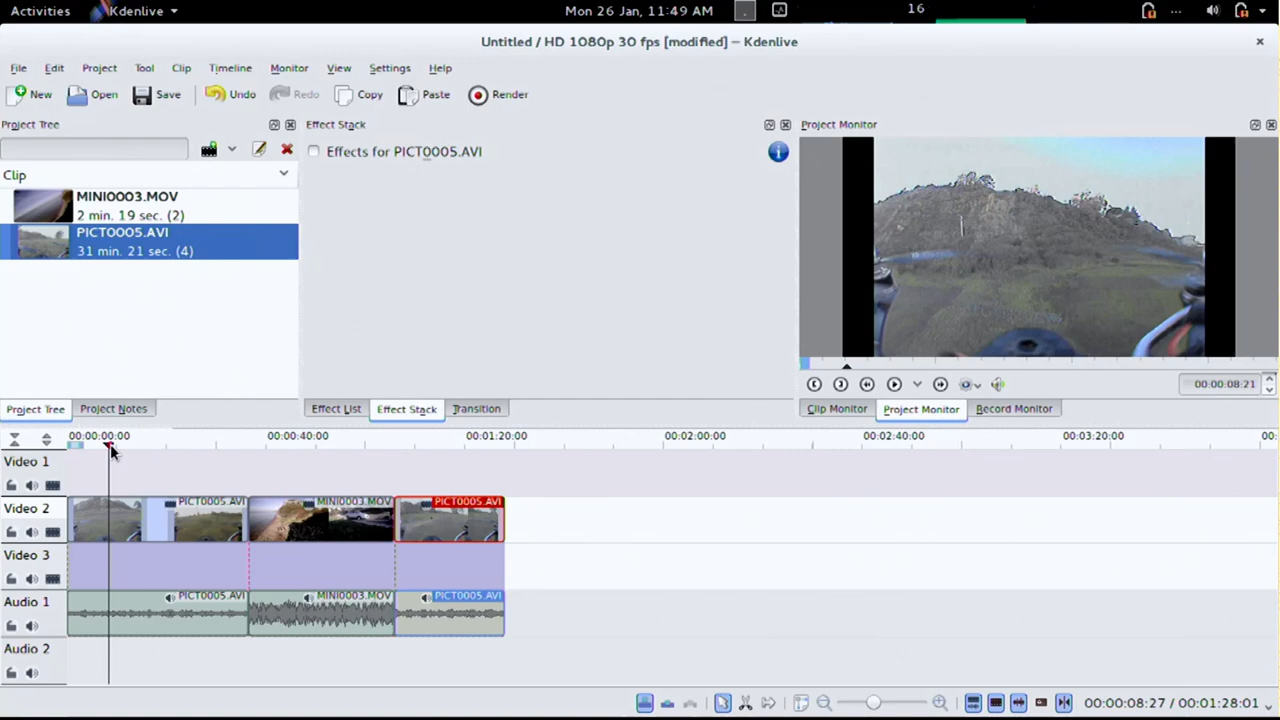 Activities Kdenlive Mon 26 Jan, 11:49 AM 16 ...
Untitled / HD 1080p 30 fps [modified] — Kdenlive
File Edit Project Tool Clip Timeline Monitor View Settings Help
New Open Save Undo Redo Copy Paste Render
Project Tree Effect Stack Project Monitor
Effects for PICT0005.AVI
Clip
MINI0003.MOV
2 min. 19 sec. (2)
PICT0005.AVI
31 min. 21 sec. (4)
00:00:08:21
Project Tree Project Notes Effect List Effect Stack Transition Clip Monitor Project Monitor Record Monitor
00:00:00:00 00:00:40:00 00:01:20:00 00:02:00:00 00:02:40:00 00:03:20:00 00:
Video 1
Video 2 PICT0005.AVI MINI0003.MOV PICT0005.AVI
Video 3
Audio 1 PICT0005.AVI MINI0003.MOV PICT0005.AVI
Audio 2
00:00:08:27 / 00:01:28:01